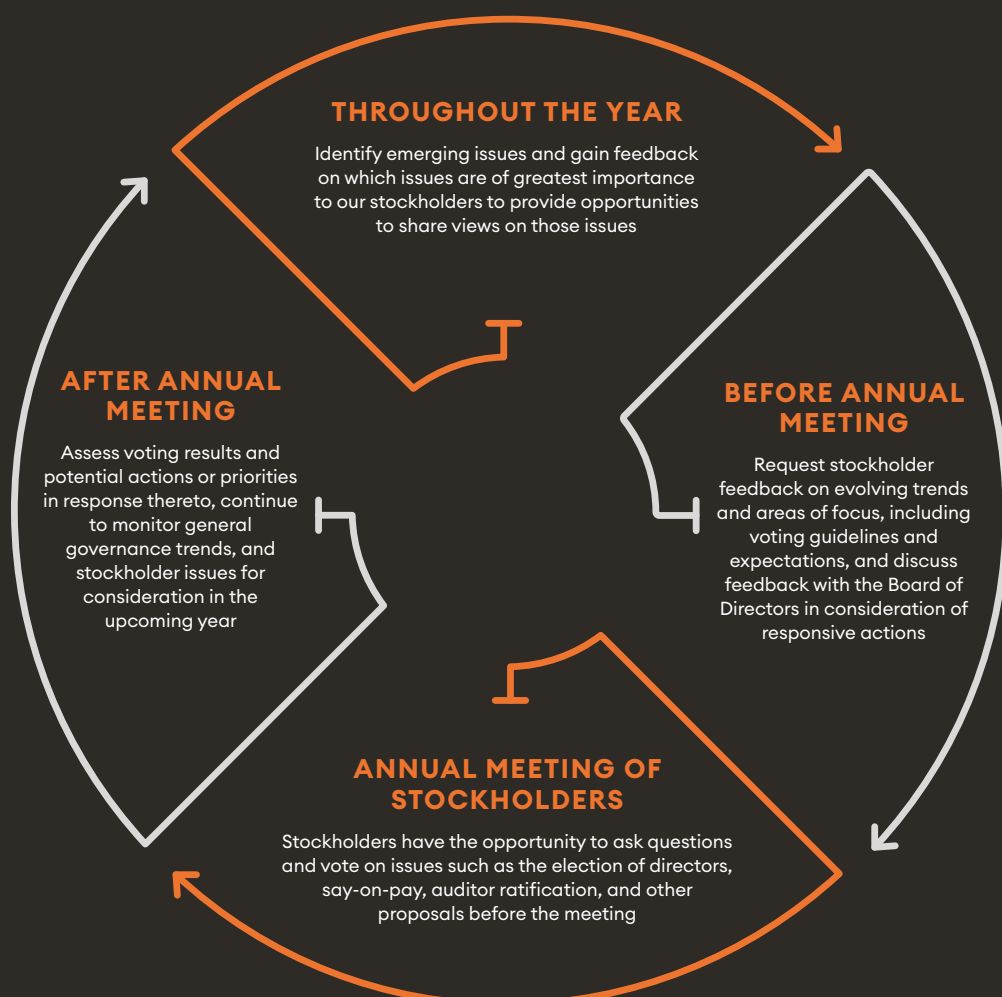 THROUGHOUT THE YEAR
Identify emerging issues and gain feedback
on which issues are of greatest importance
to our stockholders to provide opportunities
to share views on those issues
BEFORE ANNUAL
MEETING
Request stockholder
feedback on evolving trends
and areas of focus, including
voting guidelines and
expectations, and discuss
feedback with the Board of
Directors in consideration of
responsive actions
ANNUAL MEETING OF
STOCKHOLDERS
Stockholders have the opportunity to ask questions
and vote on issues such as the election of directors,
say-on-pay, auditor ratification, and other
proposals before the meeting
AFTER ANNUAL
MEETING
Assess voting results and
potential actions or priorities
in response thereto, continue
to monitor general
governance trends, and
stockholder issues for
consideration in the
upcoming year